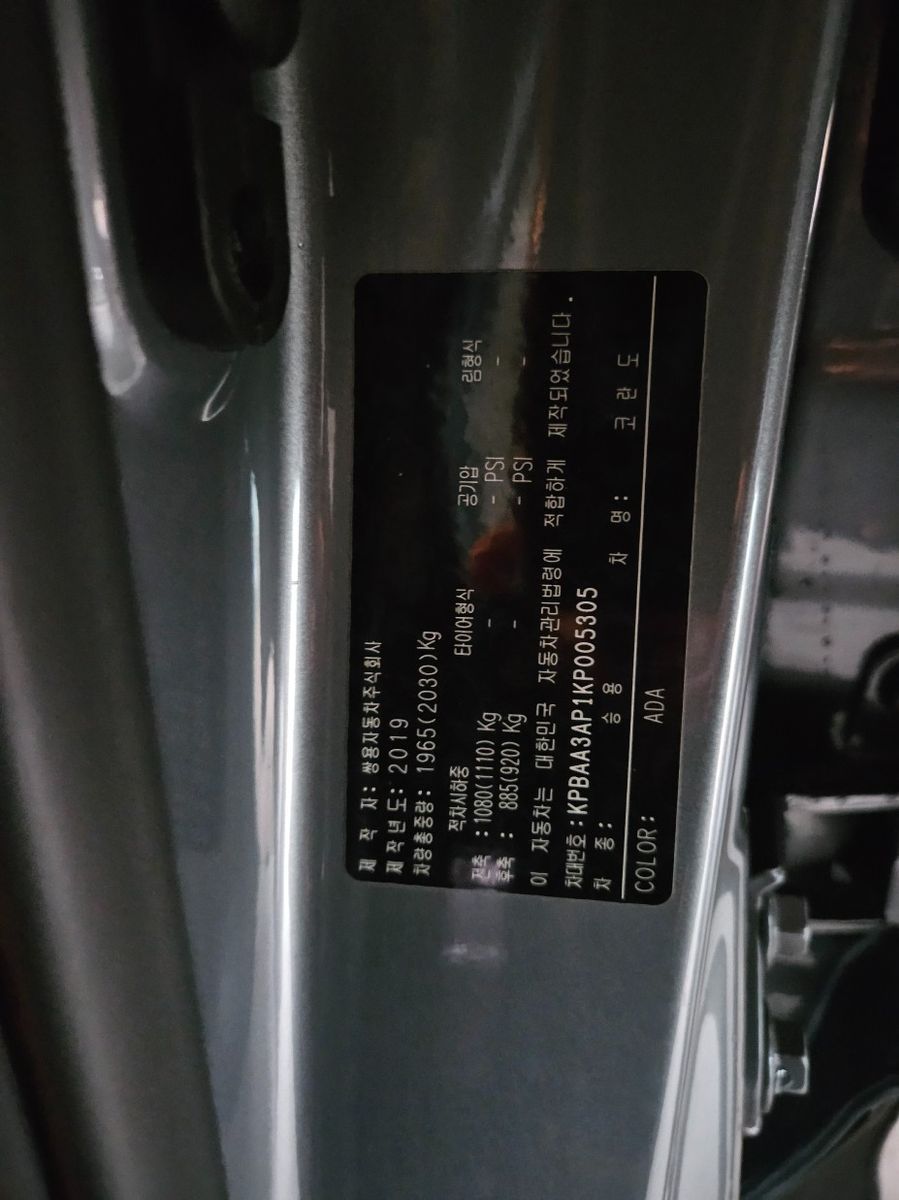 제 작 자: 쌍용자동차주식회사
제작년도: 2019
차량총중량: 1965(2030)Kg
적차시하중 타이어형식 공기압 림형식
전축 : 1080(1110) Kg - - PSI -
후축 : 885(920) Kg - - PSI -
이 자동차는 대한민국 자동차관리법령에 적합하게 제작되었습니다.
차대번호: KPBAA3AP1KP005305
차 종: 승 용 차 명: 코 란 도
COLOR: ADA